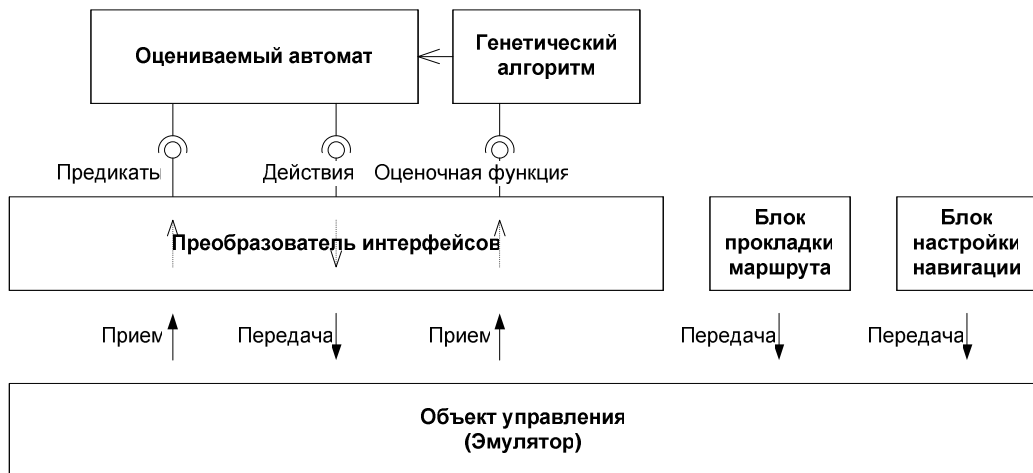 Оцениваемый автомат
Генетический
алгоритм
Предикаты
Действия
Оценочная функция
Преобразователь интерфейсов
Блок
прокладки
маршрута
Блок
настройки
навигации
Прием
Передача
Прием
Передача
Передача
Объект управления
(Эмулятор)